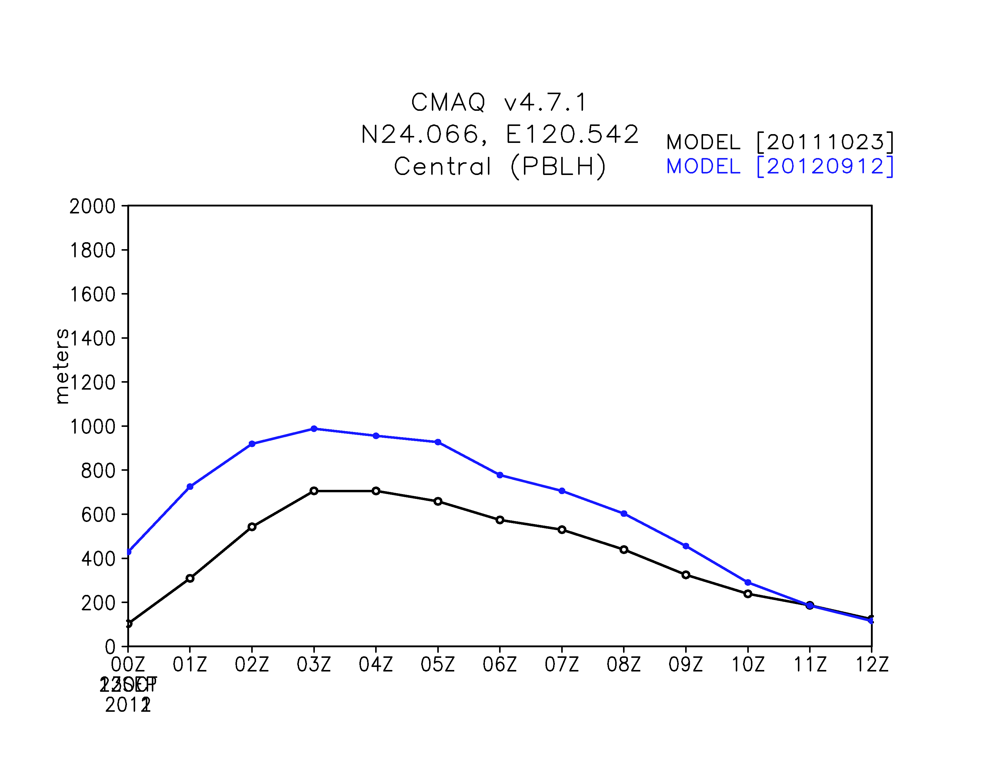 CMAQ v4.7.1
N24.066, E120.542
Central (PBLH)
MODEL [20111023]
MODEL [20120912]
meters
2000
1800
1600
1400
1200
1000
800
600
400
200
0
00Z 01Z 02Z 03Z 04Z 05Z 06Z 07Z 08Z 09Z 10Z 11Z 12Z